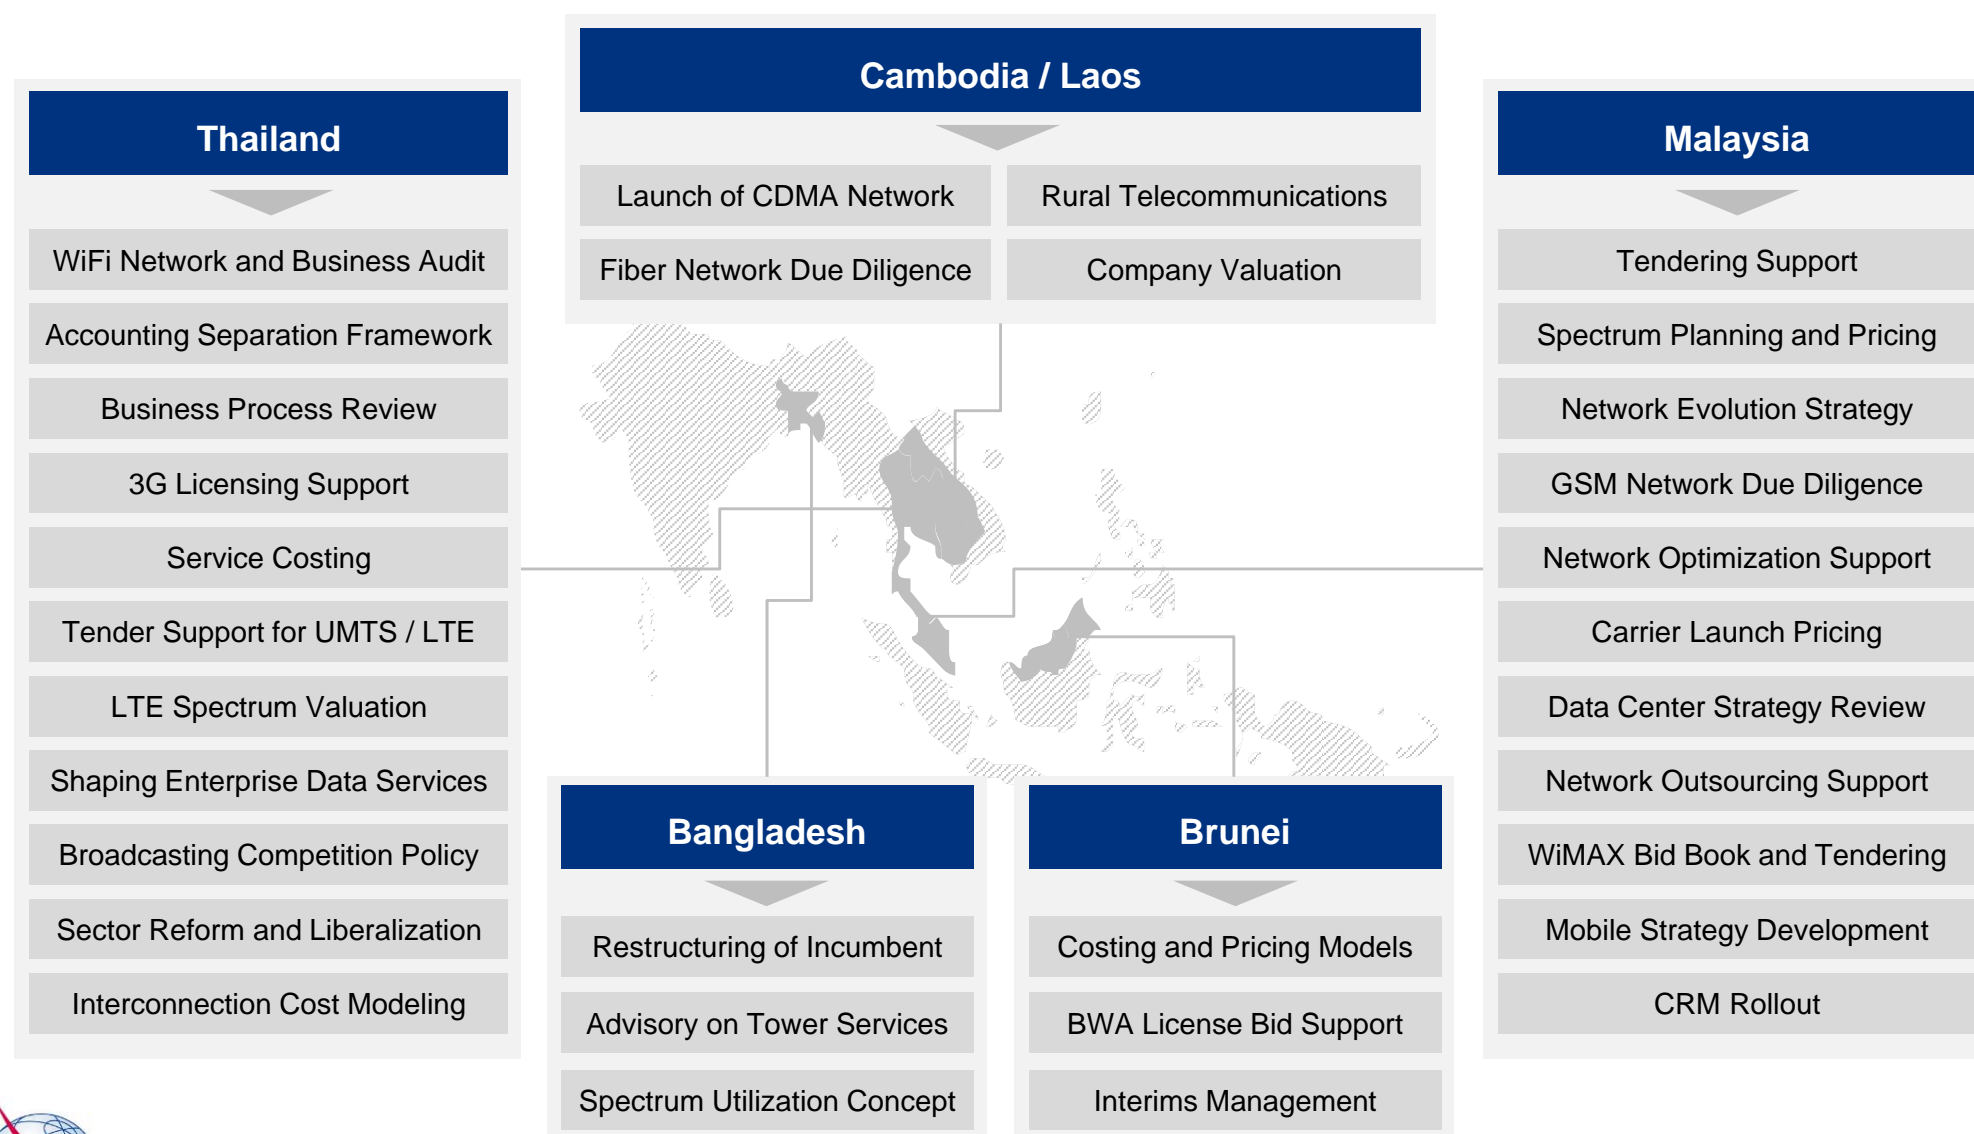 Cambodia / Laos
Launch of CDMA Network
Rural Telecommunications
Fiber Network Due Diligence
Company Valuation
Thailand
WiFi Network and Business Audit
Accounting Separation Framework
Business Process Review
3G Licensing Support
Service Costing
Tender Support for UMTS / LTE
LTE Spectrum Valuation
Shaping Enterprise Data Services
Broadcasting Competition Policy
Sector Reform and Liberalization
Interconnection Cost Modeling
Malaysia
Tendering Support
Spectrum Planning and Pricing
Network Evolution Strategy
GSM Network Due Diligence
Network Optimization Support
Carrier Launch Pricing
Data Center Strategy Review
Network Outsourcing Support
WiMAX Bid Book and Tendering
Mobile Strategy Development
CRM Rollout
Bangladesh
Restructuring of Incumbent
Advisory on Tower Services
Spectrum Utilization Concept
Brunei
Costing and Pricing Models
BWA License Bid Support
Interims Management